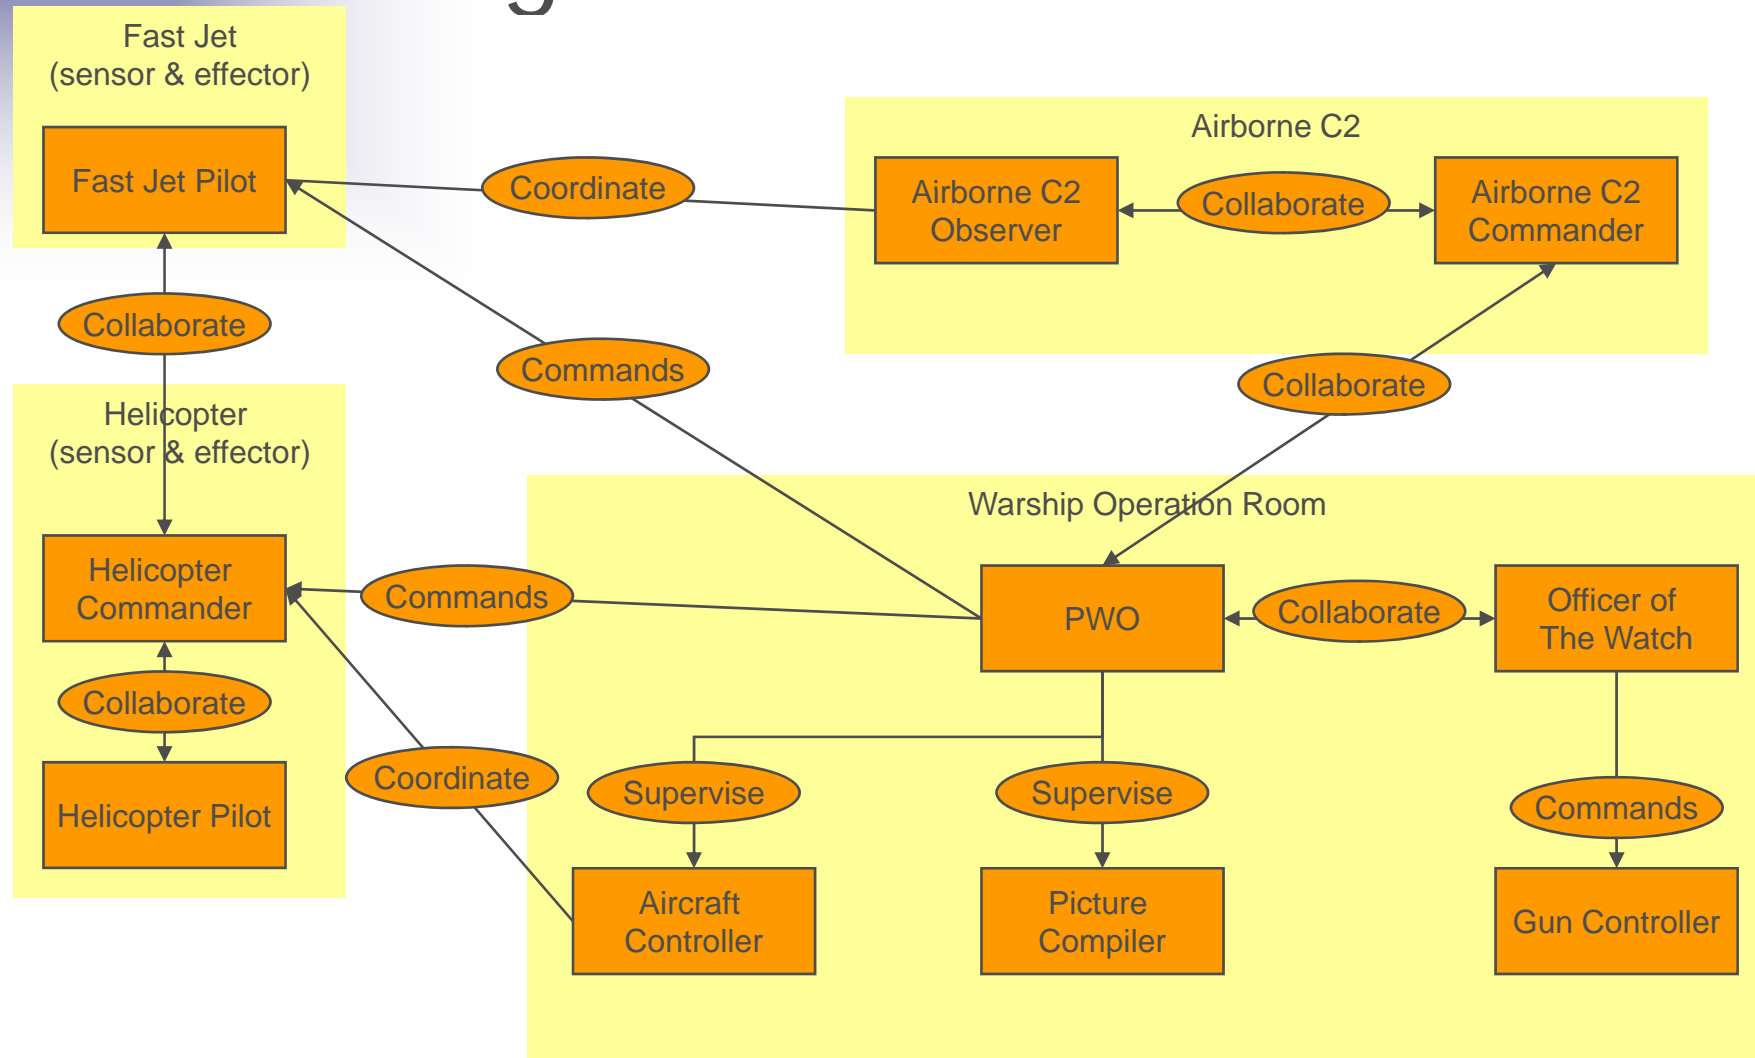 Fast Jet
(sensor & effector)
Fast Jet Pilot
Coordinate
Airborne C2
Airborne C2
Observer
Collaborate
Airborne C2
Commander
Collaborate
Commands
Collaborate
Helicopter
(sensor & effector)
Warship Operation Room
Helicopter
Commander
Commands
PWO
Collaborate
Officer of
The Watch
Collaborate
Coordinate
Supervise
Supervise
Commands
Helicopter Pilot
Aircraft
Controller
Picture
Compiler
Gun Controller